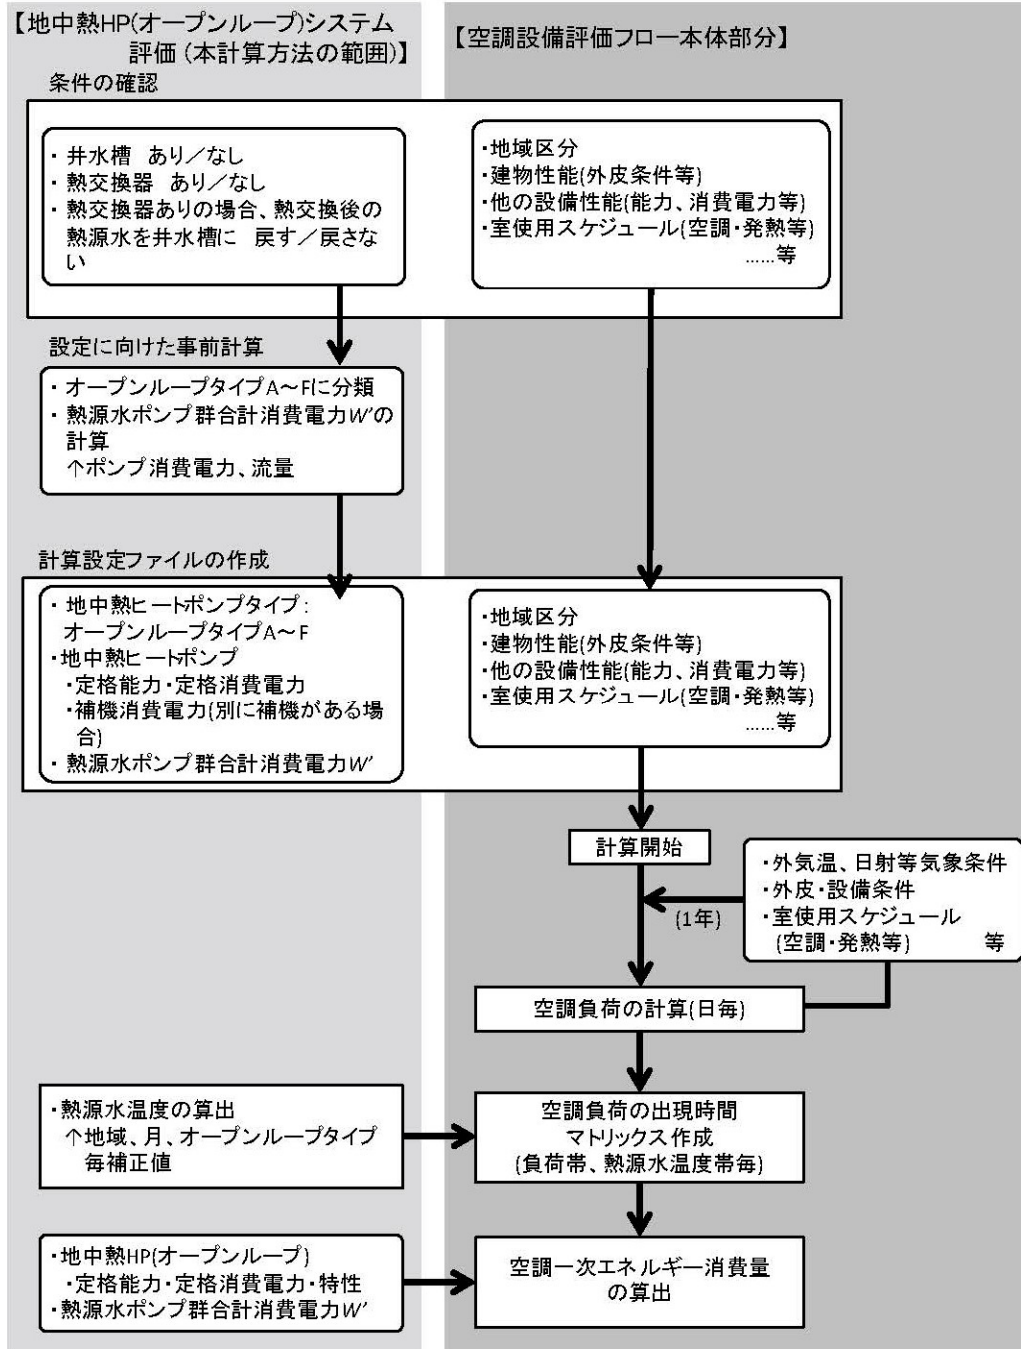 【地中熱HP(オープンループ)システム
評価 (本計算方法の範囲)】
【空調設備評価フロー本体部分】
条件の確認
・井水槽　あり／なし
・熱交換器　あり／なし
・熱交換器ありの場合、熱交換後の
熱源水を井水槽に　戻す／戻さな
い
・地域区分
・建物性能(外皮条件等)
・他の設備性能(能力、消費電力等)
・室使用スケジュール(空調・発熱等)
……等
設定に向けた事前計算
・オープンループタイプA～Fに分類
・熱源水ポンプ群合計消費電力W'の
計算
↑ポンプ消費電力、流量
計算設定ファイルの作成
・地中熱ヒートポンプタイプ：
オープンループタイプA～F
・地中熱ヒートポンプ
・定格能力・定格消費電力
・補機消費電力(別に補機がある場
合)
・熱源水ポンプ群合計消費電力W'
・地域区分
・建物性能(外皮条件等)
・他の設備性能(能力、消費電力等)
・室使用スケジュール(空調・発熱等)
……等
計算開始
・外気温、日射等気象条件
・外皮・設備条件
・室使用スケジュール
(空調・発熱等)　　等
(1年)
空調負荷の計算(日毎)
・熱源水温度の算出
↑地域、月、オープンループタイプ
毎補正値
空調負荷の出現時間
マトリックス作成
(負荷帯、熱源水温度帯毎)
・地中熱HP(オープンループ)
・定格能力・定格消費電力・特性
・熱源水ポンプ群合計消費電力W'
空調一次エネルギー消費量
の算出